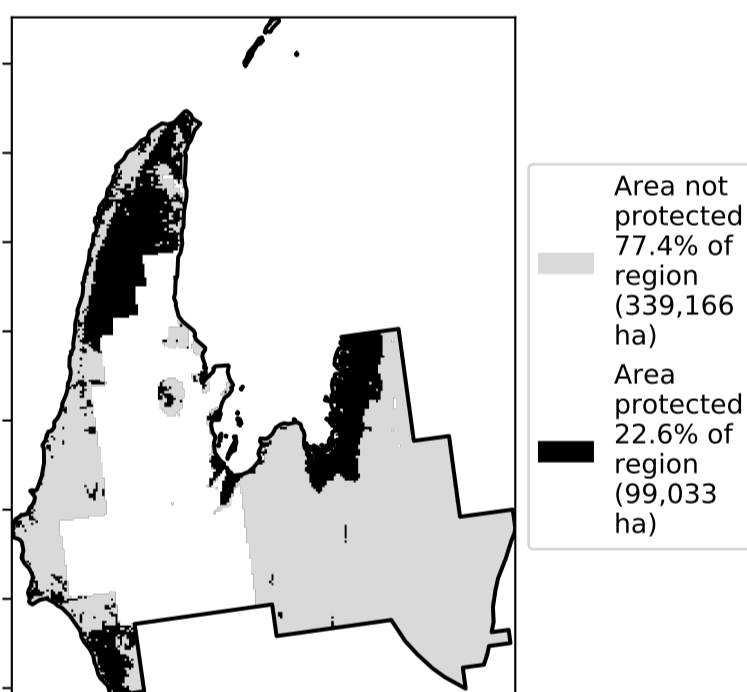 Area not
protected
77.4% of
region
(339,166
ha)
Area
protected
22.6% of
region
(99,033
ha)